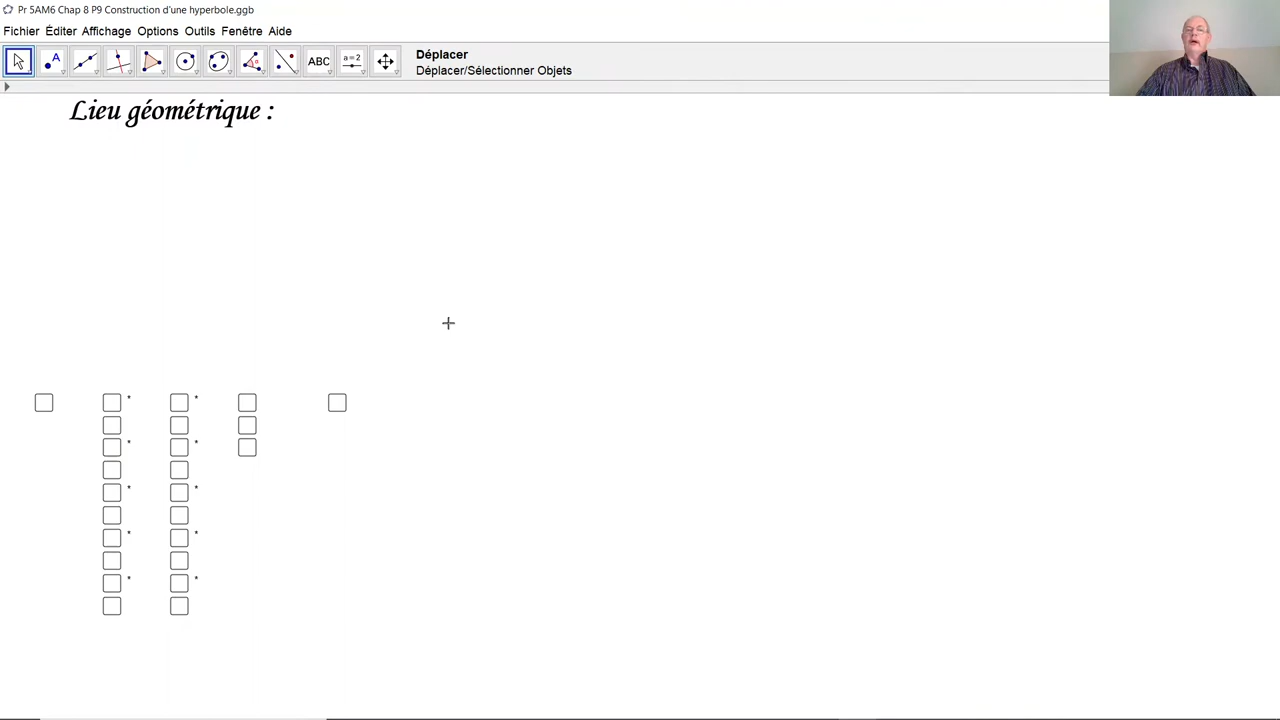 Pr 5AM6 Chap 8 P9 Construction d'une hyperbole.ggb
Fichier Éditer Affichage Options Outils Fenêtre Aide
A
ABC
a=2
Déplacer
Déplacer/Sélectionner Objets
Lieu géométrique :
* *
* *
* *
* *
* *